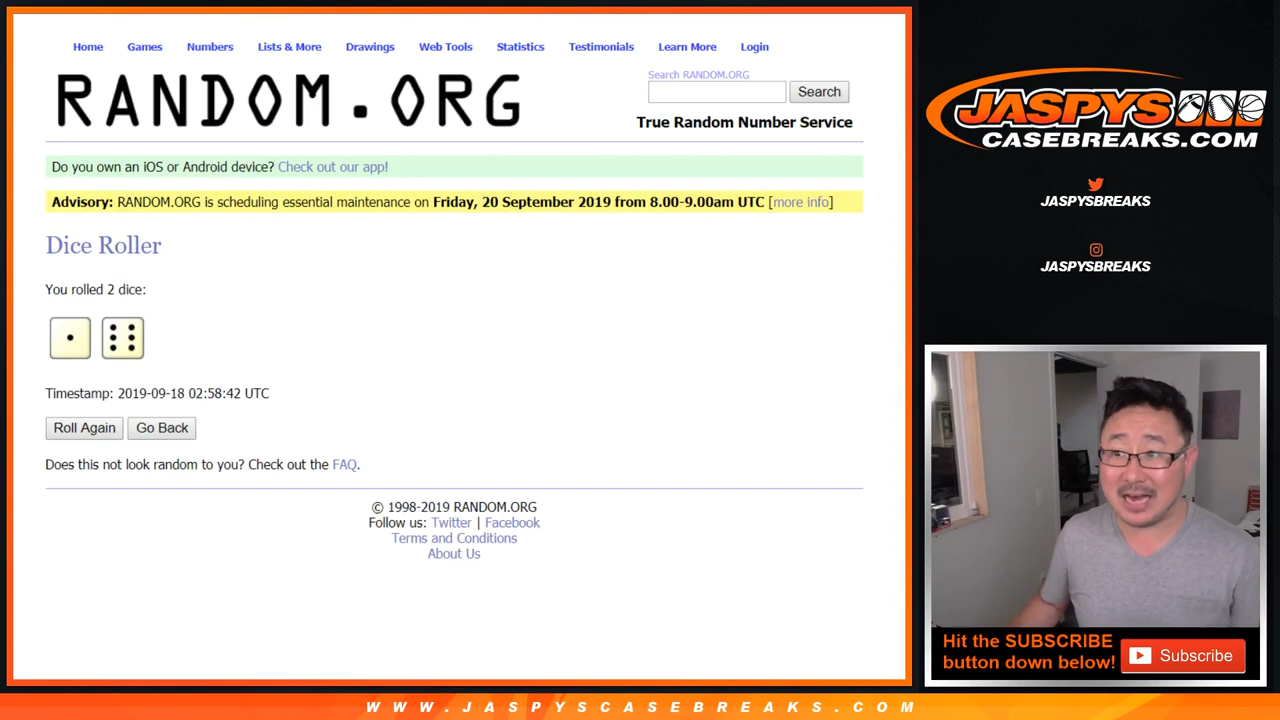 Home Games Numbers Lists & More Drawings Web Tools Statistics Testimonials Learn More Login
RANDOM.ORG
Search RANDOM.ORG
Search
True Random Number Service
Do you own an iOS or Android device? Check out our app!
Advisory: RANDOM.ORG is scheduling essential maintenance on Friday, 20 September 2019 from 8.00-9.00am UTC [more info]
Dice Roller
You rolled 2 dice:
Timestamp: 2019-09-18 02:58:42 UTC
Roll Again Go Back
Does this not look random to you? Check out the FAQ.
© 1998-2019 RANDOM.ORG
Follow us: Twitter | Facebook
Terms and Conditions
About Us
JASPYS
CASEBREAKS.COM
JASPYSBREAKS
JASPYSBREAKS
Hit the SUBSCRIBE
button down below!
Subscribe
WWW.JASPYSCASEBREAKS.COM